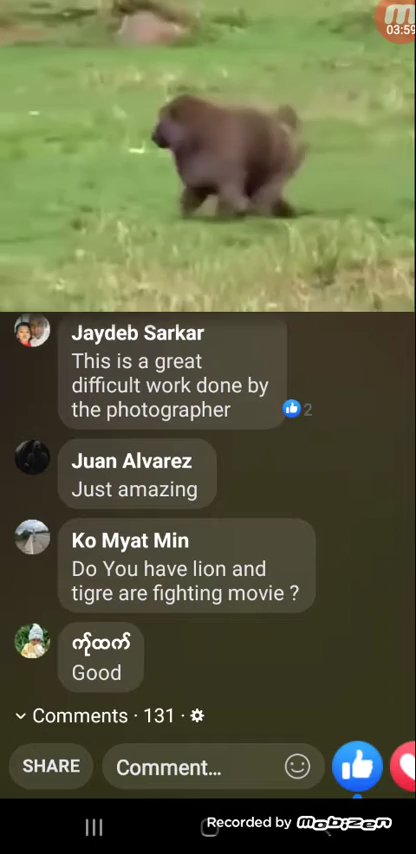 03:59
Jaydeb Sarkar
This is a great
difficult work done by
the photographer
2
Juan Alvarez
Just amazing
Ko Myat Min
Do You have lion and
tigre are fighting movie ?
ကိုထက်
Good
Comments · 131 ·
SHARE
Comment...
Recorded by mobizen